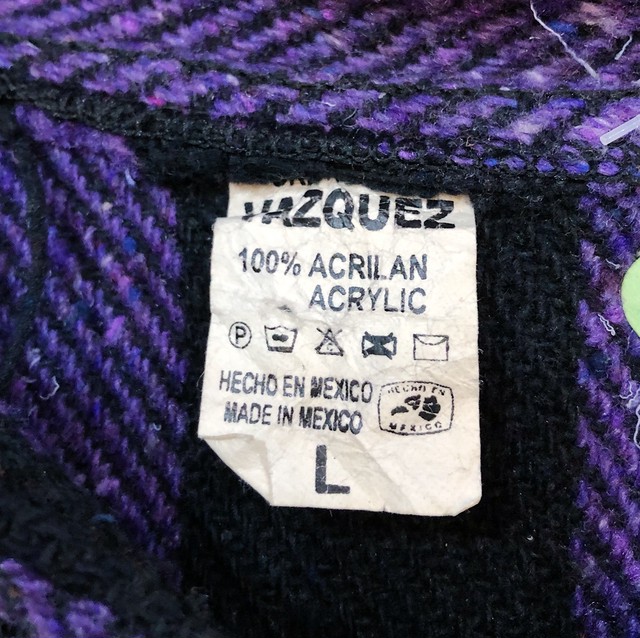 VAZQUEZ
100% ACRILAN
ACRYLIC
P
HECHO EN MEXICO
MADE IN MEXICO
HECHO EN
MEXICO
L